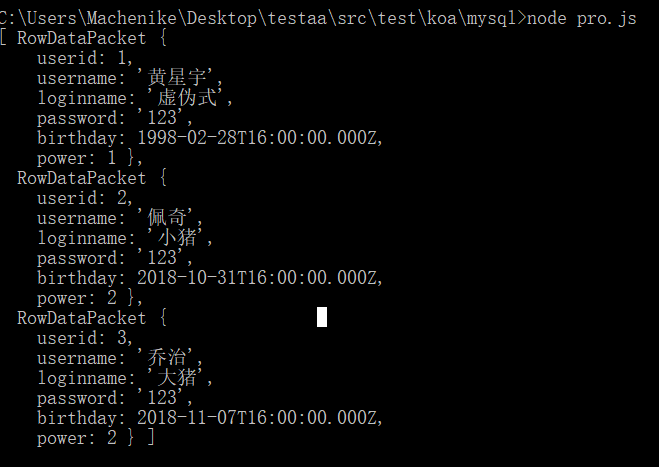 C:\Users\Machenike\Desktop\testaa\src\test\koa\mysql>node pro.js
[ RowDataPacket {
userid: 1,
username: '黄星宇',
loginname: '虚伪式',
password: '123',
birthday: 1998-02-28T16:00:00.000Z,
power: 1 },
RowDataPacket {
userid: 2,
username: '佩奇',
loginname: '小猪',
password: '123',
birthday: 2018-10-31T16:00:00.000Z,
power: 2 },
RowDataPacket {
userid: 3,
username: '乔治',
loginname: '大猪',
password: '123',
birthday: 2018-11-07T16:00:00.000Z,
power: 2 } ]